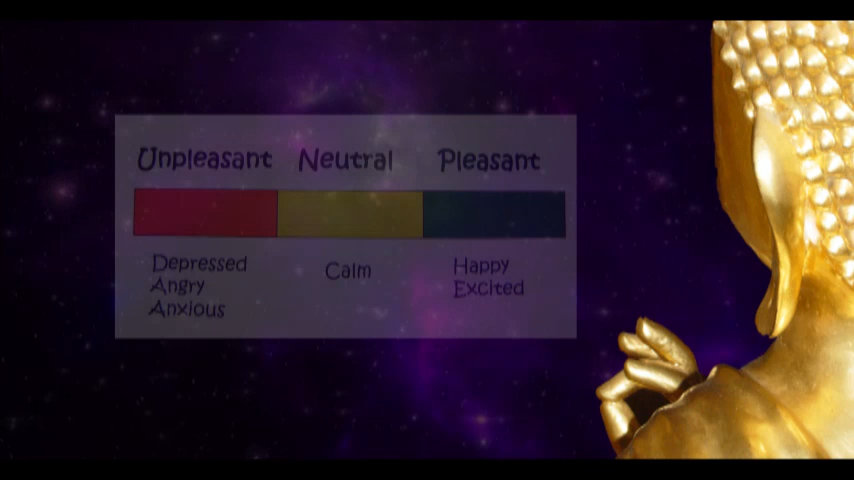 Unpleasant Neutral Pleasant
Depressed
Angry
Anxious
Calm
Happy
Excited